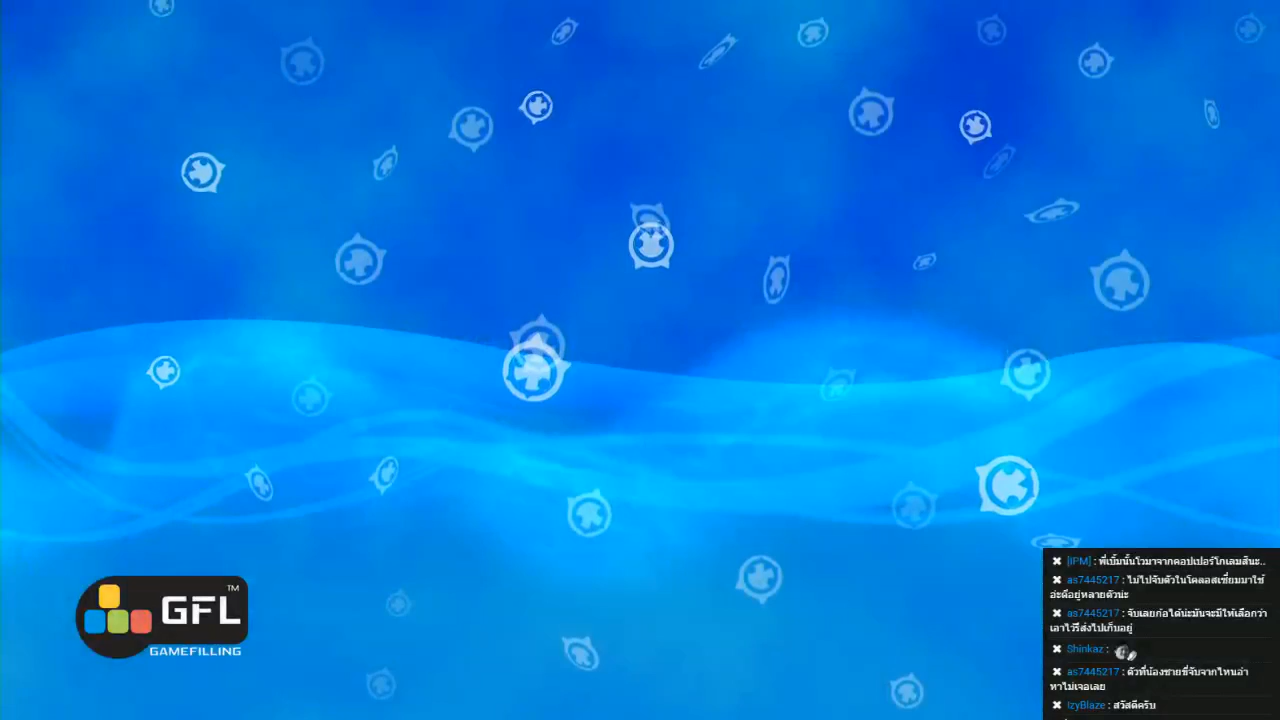 GFL™
GAMEFILLING
✖ [IPM] : พี่เบิ้มนั้นโวมาจากคอปเปอร์โกเลมสินะ..
✖ as7445217 : ไม่ไปจับตัวในโคลอสเซี่ยมมาใช้
อ่ะดีอยู่หลายตัวน่ะ
✖ as7445217 : จับเลยก้อได้น่ะมันจะมีให้เลือกว่า
เอาไว้รึส่งไปเก็บอยู่
✖ Shinkaz :
✖ as7445217 : ตัวที่น้องชายขี่จับจากไหนอ่า
หาไม่เจอเลย
✖ IzyBlaze : สวัสดีครับ